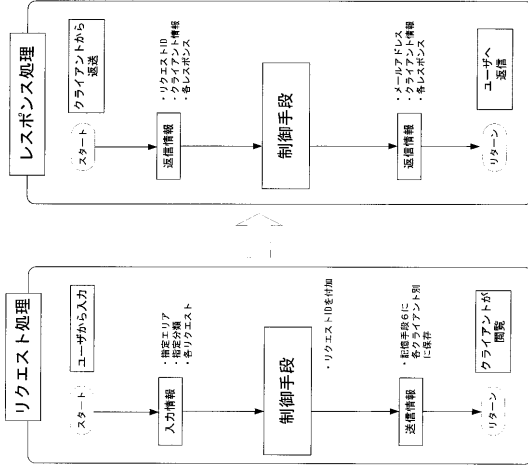 リクエスト処理
スタート
ユーザから入力
入力情報
・指定エリア
・指定分類
・各リクエスト
制御手段
・リクエストIDを付加
送信情報
・記憶手段6に
各クライアント別
に保存
リターン
クライアントが
閲覧
レスポンス処理
スタート
クライアントから
返送
返信情報
・リクエストID
・クライアント情報
・各レスポンス
制御手段
返信情報
・メールアドレス
・クライアント情報
・各レスポンス
リターン
ユーザへ
返信